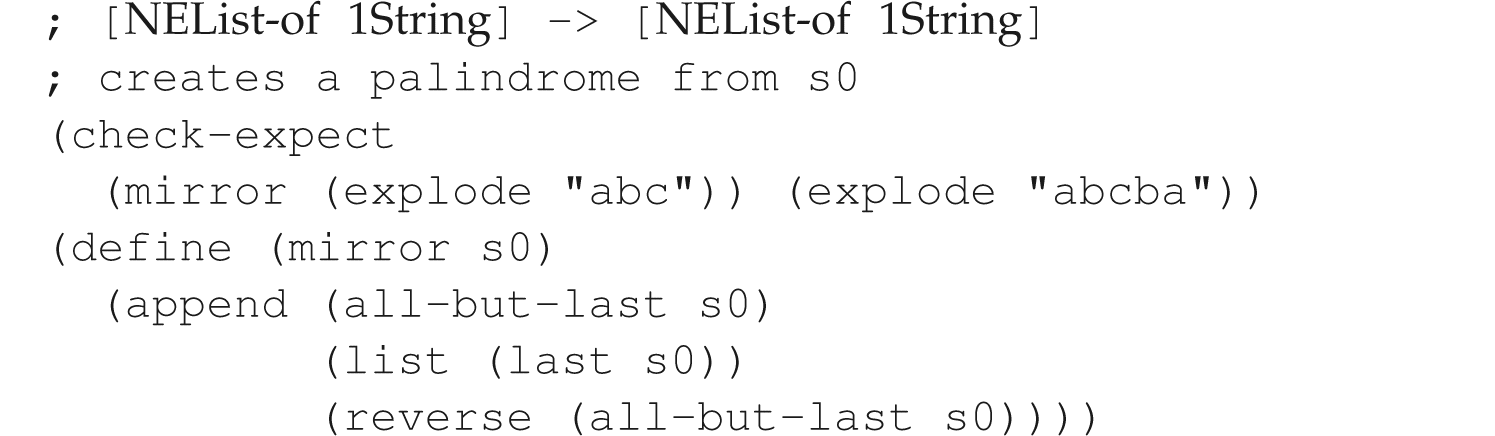 ; [NEList-of 1String] -> [NEList-of 1String]
; creates a palindrome from s0
(check-expect
  (mirror (explode "abc")) (explode "abcba"))
(define (mirror s0)
  (append (all-but-last s0)
          (list (last s0))
          (reverse (all-but-last s0))))